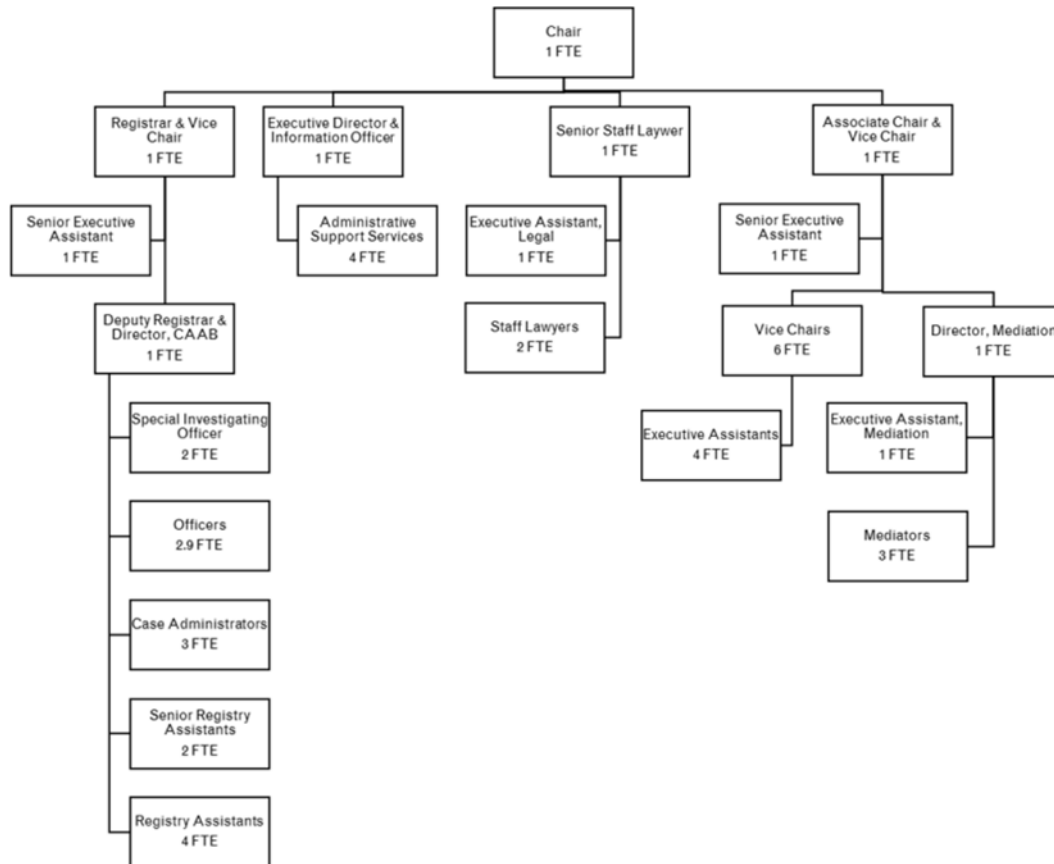 Chair
1 FTE
Registrar & Vice
Chair
1 FTE
Executive Director &
Information Officer
1 FTE
Senior Staff Laywer
1 FTE
Associate Chair &
Vice Chair
1 FTE
Senior Executive
Assistant
1 FTE
Administrative
Support Services
4 FTE
Executive Assistant,
Legal
1 FTE
Senior Executive
Assistant
1 FTE
Deputy Registrar &
Director, CAAB
1 FTE
Staff Lawyers
2 FTE
Vice Chairs
6 FTE
Director, Mediation
1 FTE
Special Investigating
Officer
2 FTE
Executive Assistants
4 FTE
Executive Assistant,
Mediation
1 FTE
Officers
2.9 FTE
Mediators
3 FTE
Case Administrators
3 FTE
Senior Registry
Assistants
2 FTE
Registry Assistants
4 FTE